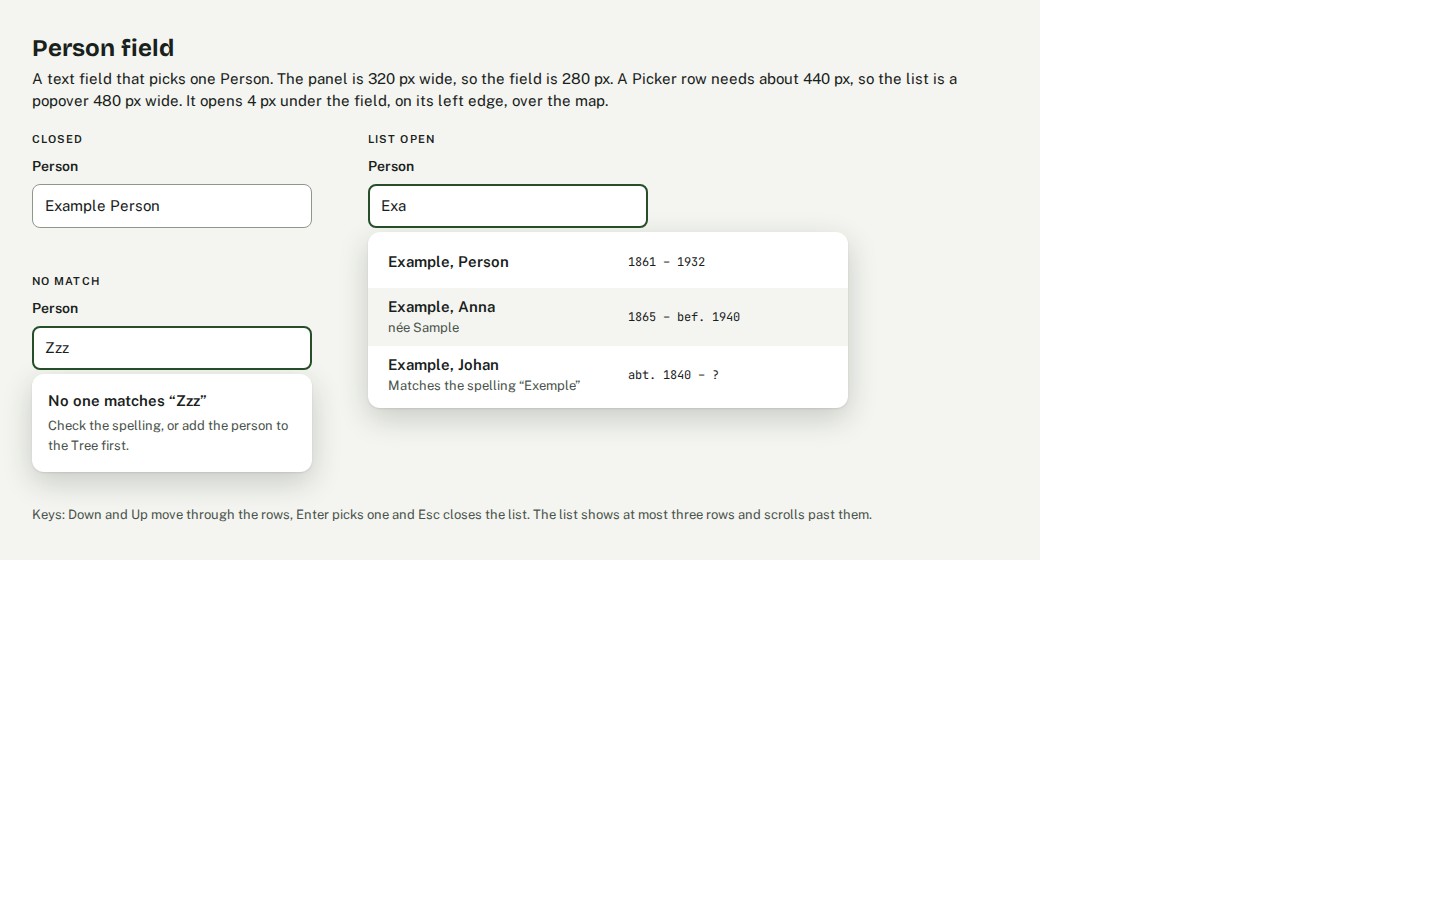 Person field
A text field that picks one Person. The panel is 320 px wide, so the field is 280 px. A Picker row needs about 440 px, so the list is a
popover 480 px wide. It opens 4 px under the field, on its left edge, over the map.
CLOSED
Person
Example Person
LIST OPEN
Person
Exa
Example, Person 1861 – 1932
Example, Anna 1865 – bef. 1940
née Sample
Example, Johan abt. 1840 – ?
Matches the spelling “Exemple”
NO MATCH
Person
Zzz
No one matches “Zzz”
Check the spelling, or add the person to
the Tree first.
Keys: Down and Up move through the rows, Enter picks one and Esc closes the list. The list shows at most three rows and scrolls past them.